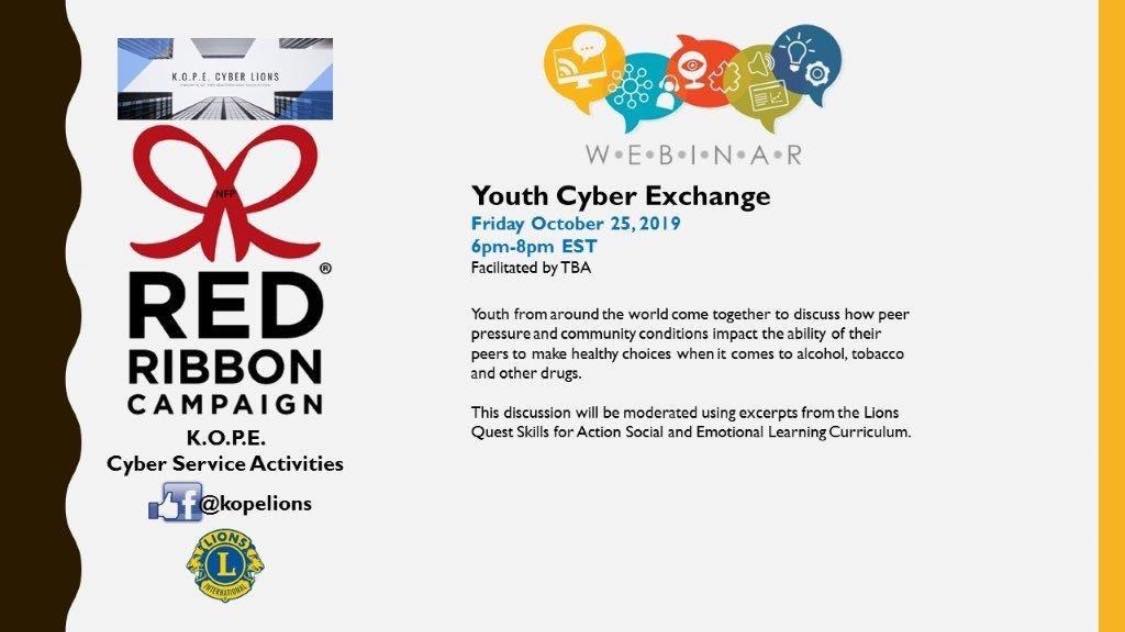 K.O.P.E. CYBER LIONS
NFP
RED®
RIBBON
CAMPAIGN
K.O.P.E.
Cyber Service Activities
f@kopelions
LIONS
L
INTERNATIONAL
W•E•B•I•N•A•R
Youth Cyber Exchange
Friday October 25, 2019
6pm-8pm EST
Facilitated by TBA
Youth from around the world come together to discuss how peer
pressure and community conditions impact the ability of their
peers to make healthy choices when it comes to alcohol, tobacco
and other drugs.
This discussion will be moderated using excerpts from the Lions
Quest Skills for Action Social and Emotional Learning Curriculum.